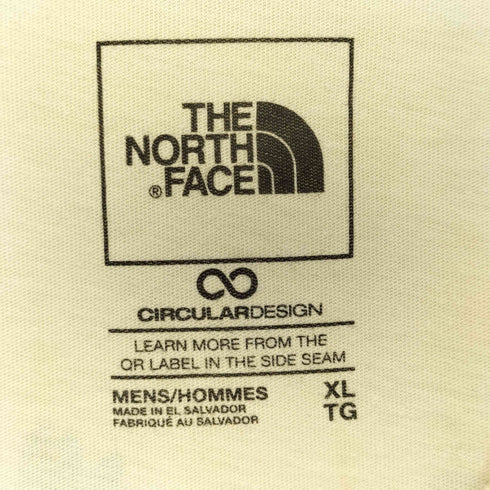 THE
NORTH
® FACE
CIRCULARDESIGN
LEARN MORE FROM THE
QR LABEL IN THE SIDE SEAM
MENS/HOMMES XL
MADE IN EL SALVADOR TG
FABRIQUÉ AU SALVADOR